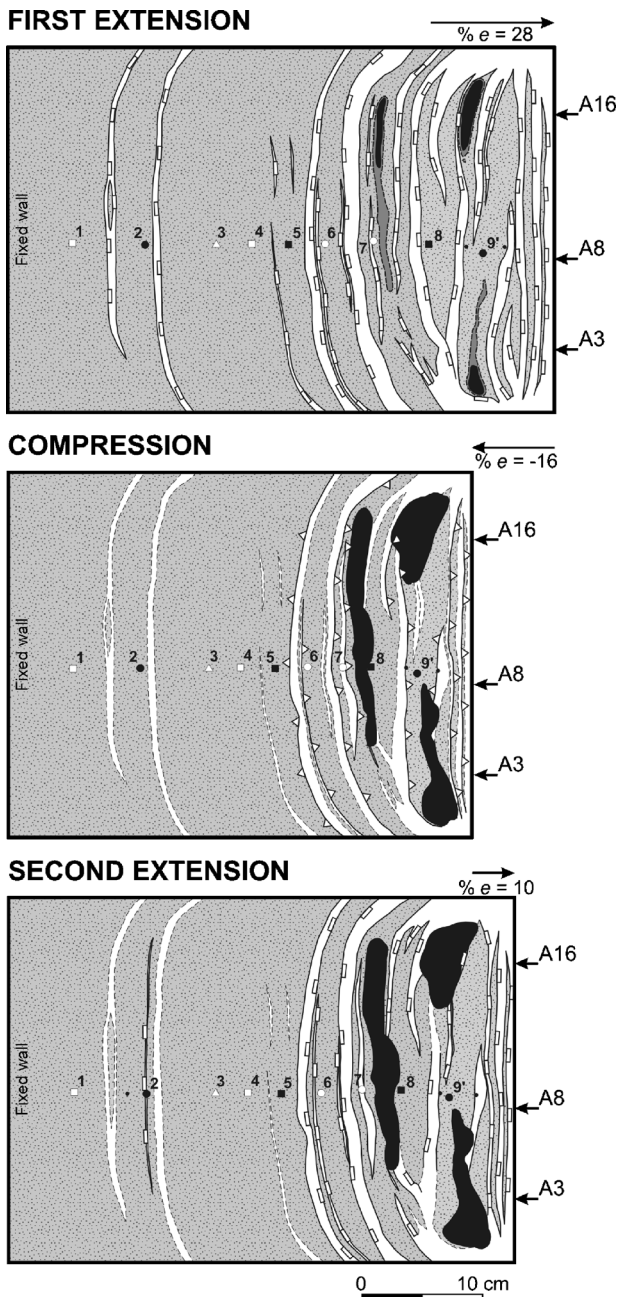 FIRST EXTENSION
% e = 28
Fixed wall
1 2 3 4 5 6 7 8 9'
A16
A8
A3
COMPRESSION
% e = -16
Fixed wall
1 2 3 4 5 6 7 8 9'
A16
A8
A3
SECOND EXTENSION
% e = 10
Fixed wall
1 2 3 4 5 6 7 8 9'
A16
A8
A3
0 10 cm